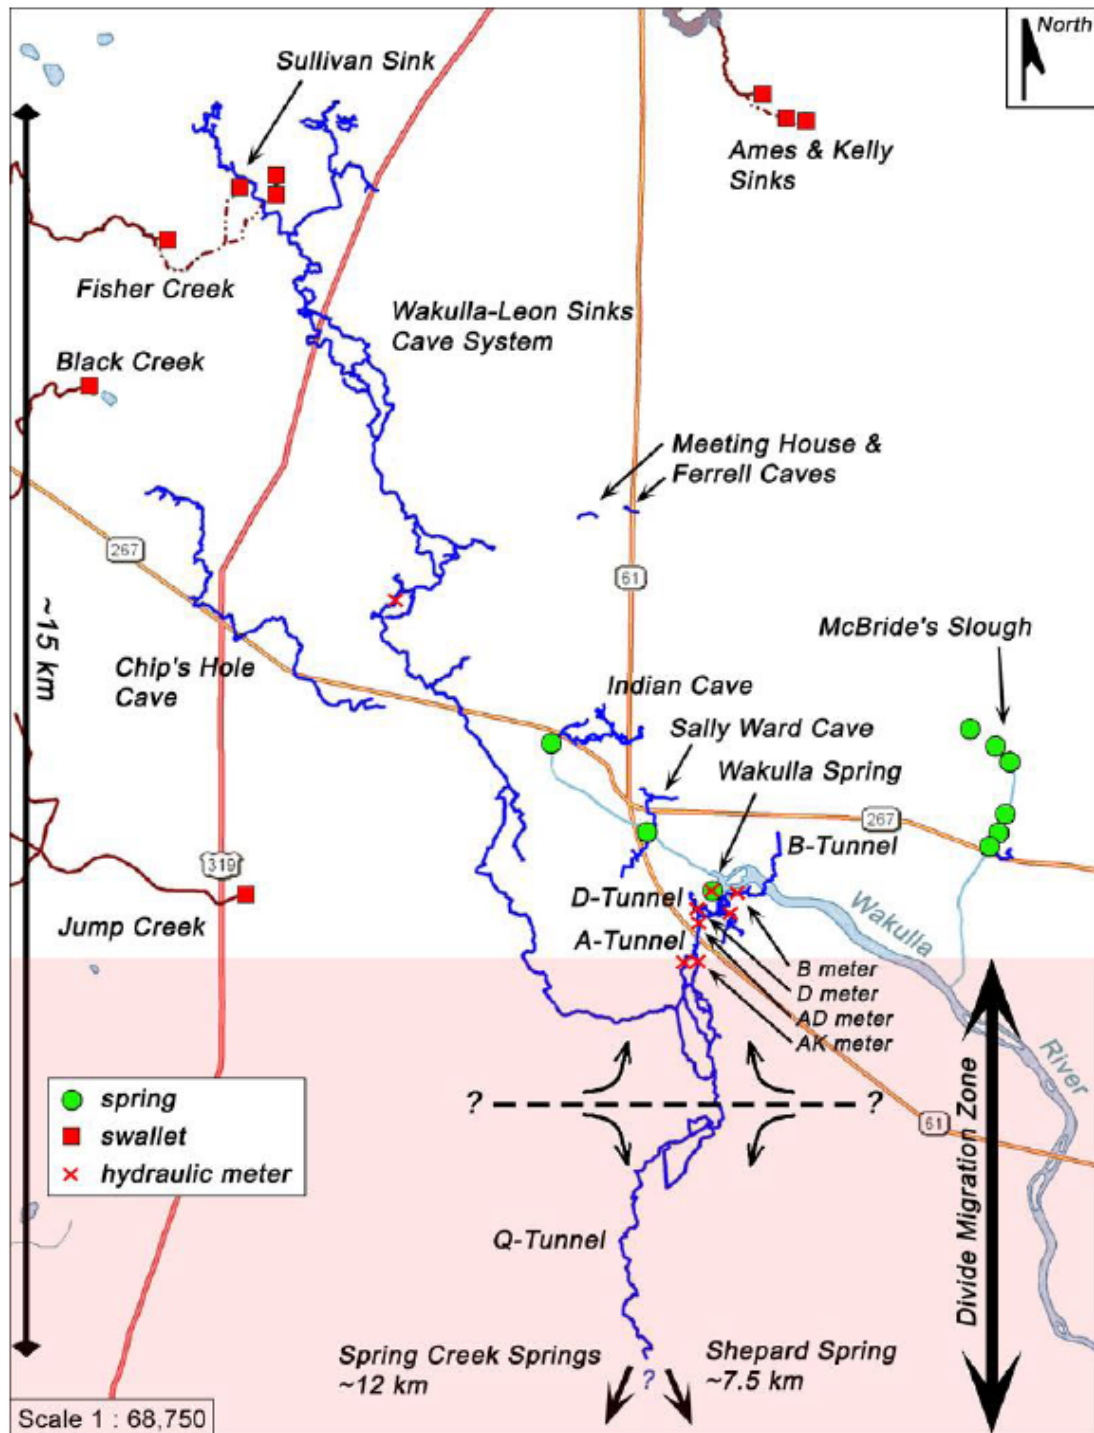 North
Sullivan Sink
Ames & Kelly
Sinks
Fisher Creek
Wakulla-Leon Sinks
Cave System
Black Creek
Meeting House &
Ferrell Caves
267
61
~15 km
McBride's Slough
Chip's Hole
Cave
Indian Cave
Sally Ward Cave
Wakulla Spring
267
B-Tunnel
319
D-Tunnel
Jump Creek
A-Tunnel
Wakulla
River
B meter
D meter
AD meter
AK meter
spring
swallet
hydraulic meter
?
?
61
Divide Migration Zone
Q-Tunnel
Spring Creek Springs
~12 km
?
Shepard Spring
~7.5 km
Scale 1 : 68,750